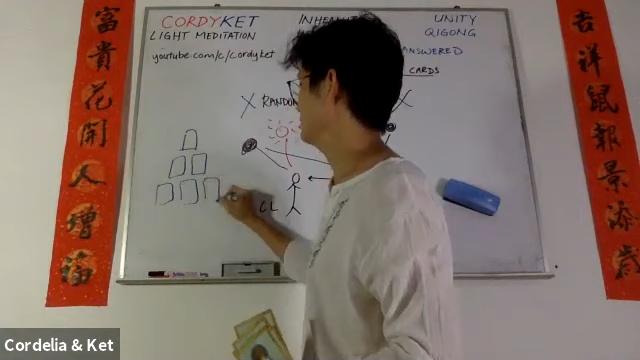 富貴花開人增福
CORDYKET
LIGHT MEDITATION
youtube.com/c/cordyket
UNITY
QIGONG
ANSWERED
CARDS
X RANDOM
X
CL
吉祥鼠報景添歲
Cordelia & Ket